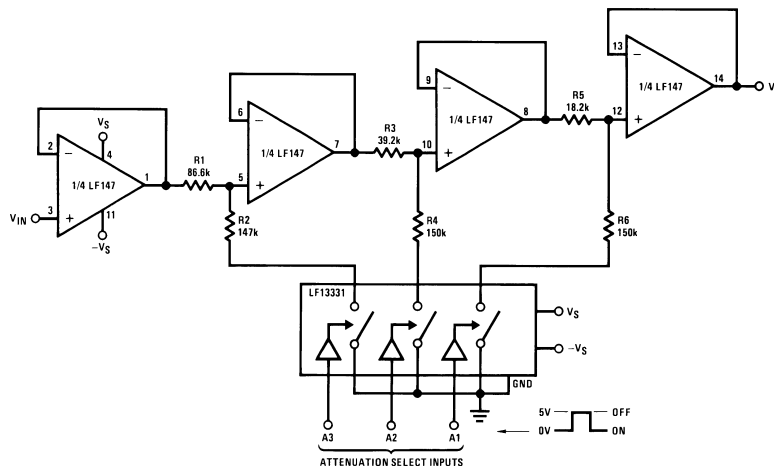 13
14
1/4 LF147
V
12
9
8
1/4 LF147
10
R5
18.2k
6
7
1/4 LF147
5
R3
39.2k
VS
2
4
1
1/4 LF147
3
11
VIN
–VS
R1
86.6k
R2
147k
R4
150k
R6
150k
LF13331
VS
–VS
GND
A3
A2
A1
ATTENUATION SELECT INPUTS
5V
OFF
0V
ON